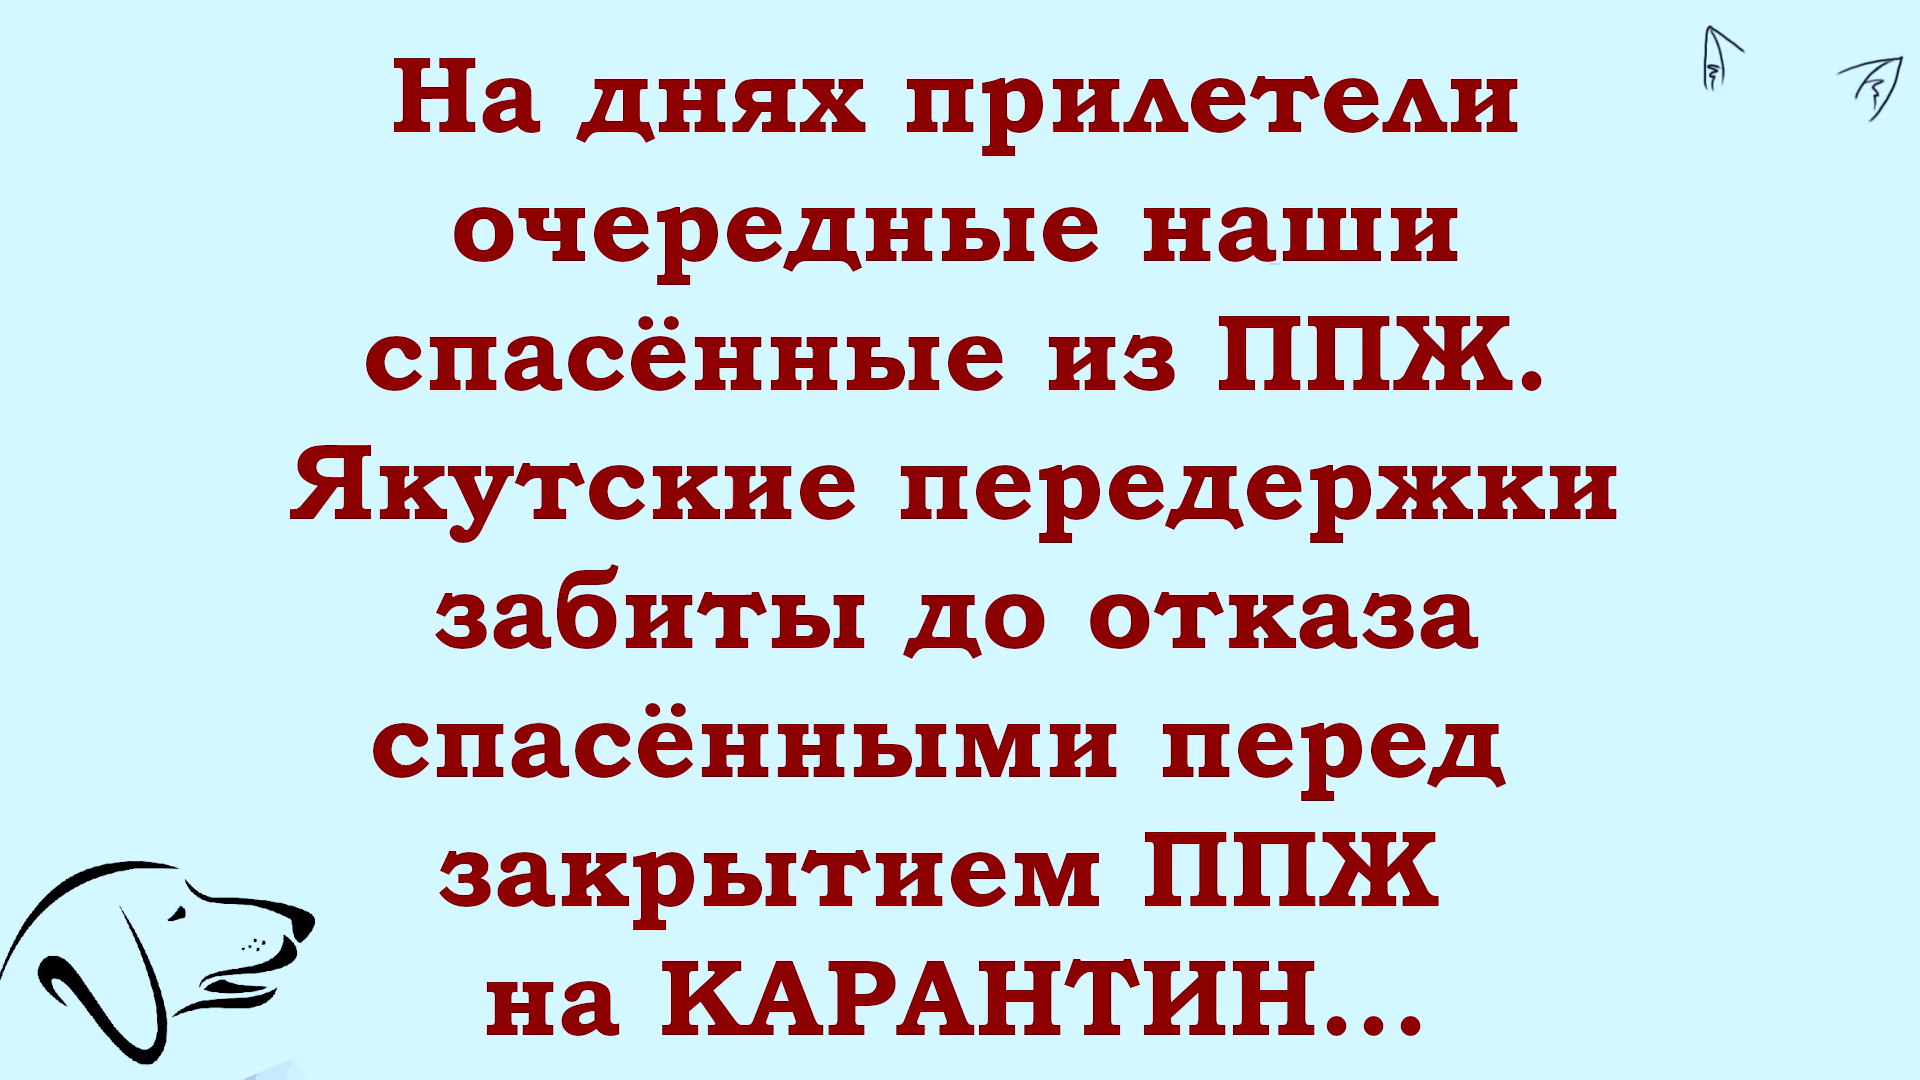 На днях прилетели
очередные наши
спасённые из ППЖ.
Якутские передержки
забиты до отказа
спасёнными перед
закрытием ППЖ
на КАРАНТИН...